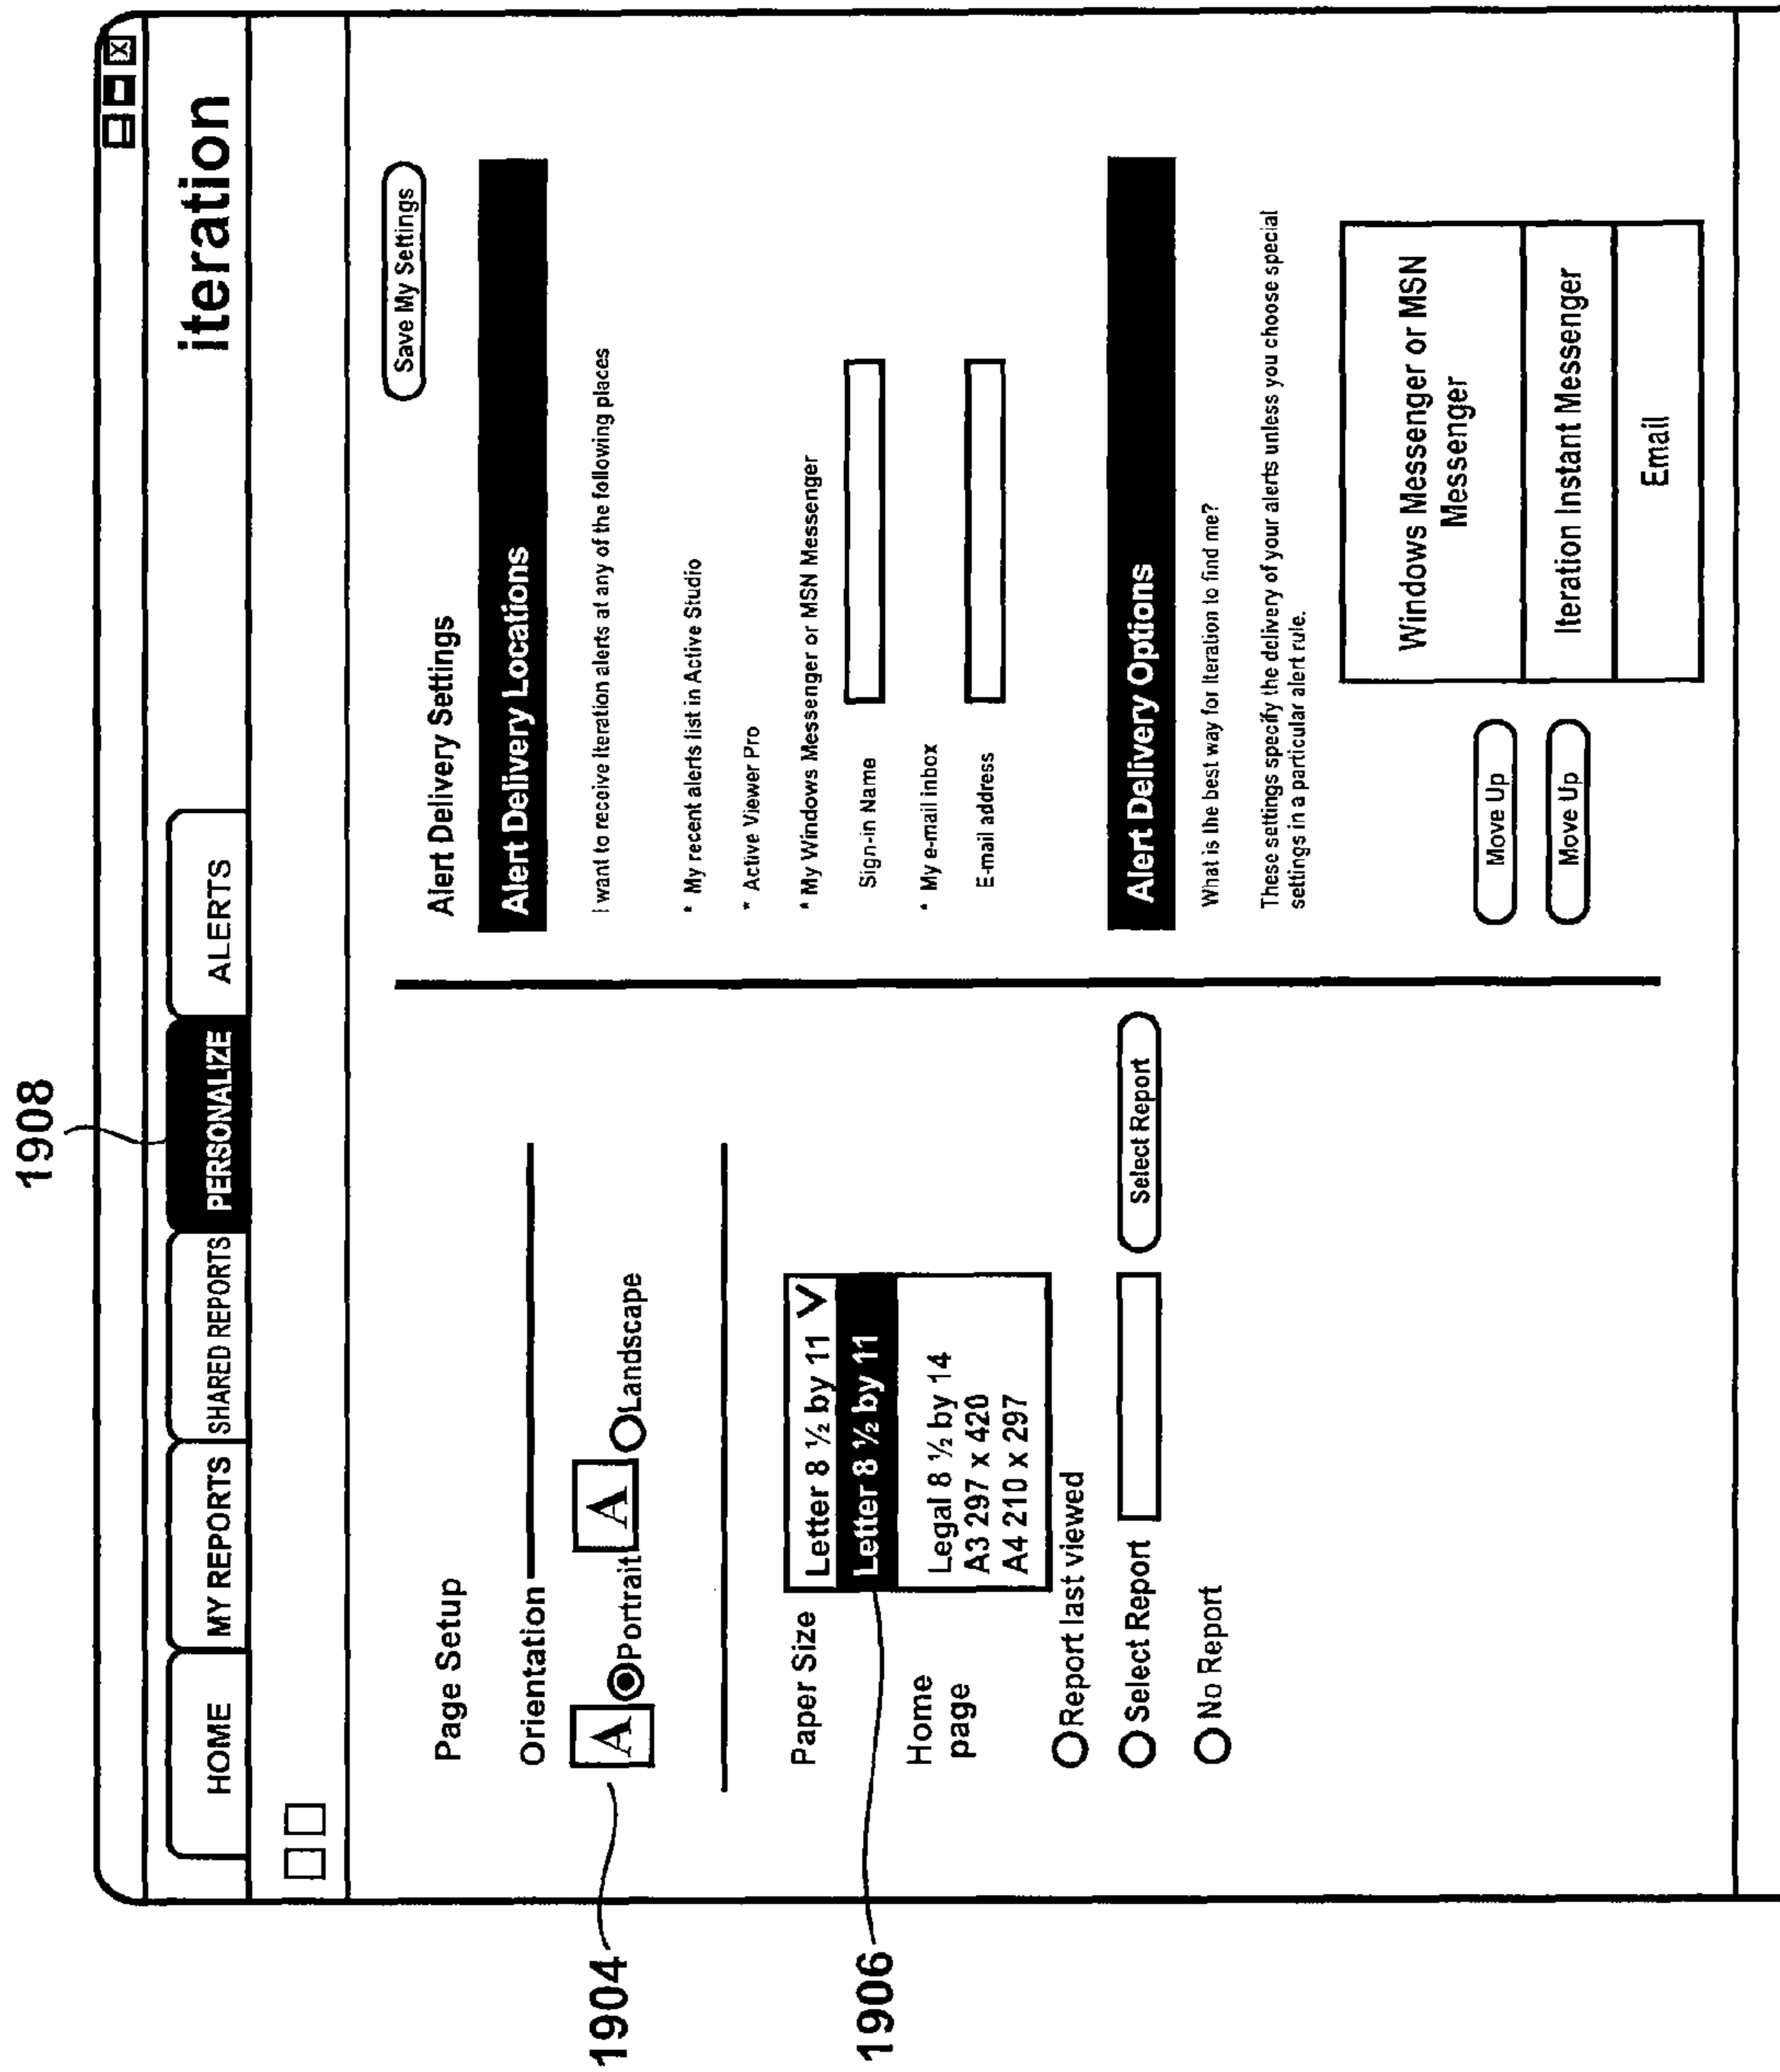 1908
X
HOME
MY REPORTS
SHARED REPORTS
PERSONALIZE
ALERTS
iteration
Page Setup
Orientation
A
Portrait
A
Landscape
1904
Paper Size
Letter 8 ½ by 11
Letter 8 ½ by 11
Legal 8 ½ by 14
A3 297 x 420
A4 210 x 297
1906
Home
page
Report last viewed
Select Report
Select Report
No Report
Save My Settings
Alert Delivery Settings
Alert Delivery Locations
I want to receive Iteration alerts at any of the following places
* My recent alerts list in Active Studio
* Active Viewer Pro
* My Windows Messenger or MSN Messenger
Sign-in Name
* My e-mail inbox
E-mail address
Alert Delivery Options
What is the best way for Iteration to find me?
These settings specify the delivery of your alerts unless you choose special
settings in a particular alert rule.
Move Up
Move Up
Windows Messenger or MSN
Messenger
Iteration Instant Messenger
Email